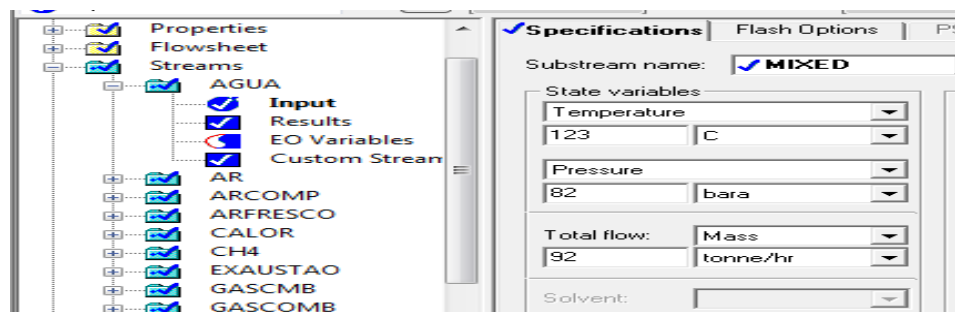 Properties
Flowsheet
Streams
AGUA
Input
Results
EO Variables
Custom Stream
AR
ARCOMP
ARFRESCO
CALOR
CH4
EXAUSTAO
GASCMB
GASCOMB
Specifications Flash Options
Substream name: MIXED
State variables
Temperature
123 C
Pressure
82 bara
Total flow: Mass
92 tonne/hr
Solvent: